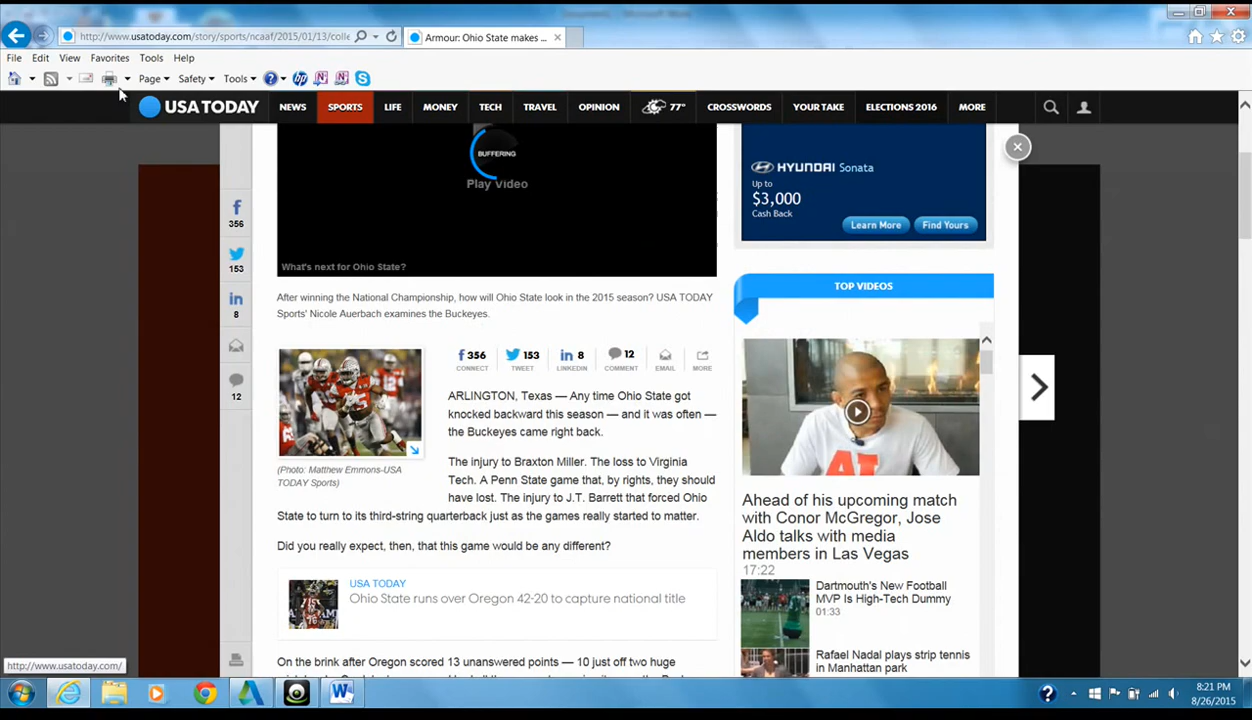 http://www.usatoday.com/story/sports/ncaaf/2015/01/13/colle
Armour: Ohio State makes ...
File Edit View Favorites Tools Help
Page Safety Tools
USA TODAY NEWS SPORTS LIFE MONEY TECH TRAVEL OPINION 77° CROSSWORDS YOUR TAKE ELECTIONS 2016 MORE
BUFFERING
Play Video
What's next for Ohio State?
After winning the National Championship, how will Ohio State look in the 2015 season? USA TODAY
Sports' Nicole Auerbach examines the Buckeyes.
356
153
8
12
356
CONNECT
153
TWEET
8
LINKEDIN
12
COMMENT
EMAIL
MORE
(Photo: Matthew Emmons-USA
TODAY Sports)
ARLINGTON, Texas — Any time Ohio State got
knocked backward this season — and it was often —
the Buckeyes came right back.
The injury to Braxton Miller. The loss to Virginia
Tech. A Penn State game that, by rights, they should
have lost. The injury to J.T. Barrett that forced Ohio
State to turn to its third-string quarterback just as the games really started to matter.
Did you really expect, then, that this game would be any different?
USA TODAY
Ohio State runs over Oregon 42-20 to capture national title
On the brink after Oregon scored 13 unanswered points — 10 just off two huge
HYUNDAI Sonata
Up to
$3,000
Cash Back
Learn More Find Yours
TOP VIDEOS
Ahead of his upcoming match
with Conor McGregor, Jose
Aldo talks with media
members in Las Vegas
17:22
Dartmouth's New Football
MVP Is High-Tech Dummy
01:33
Rafael Nadal plays strip tennis
in Manhattan park
http://www.usatoday.com/
8:21 PM
8/26/2015